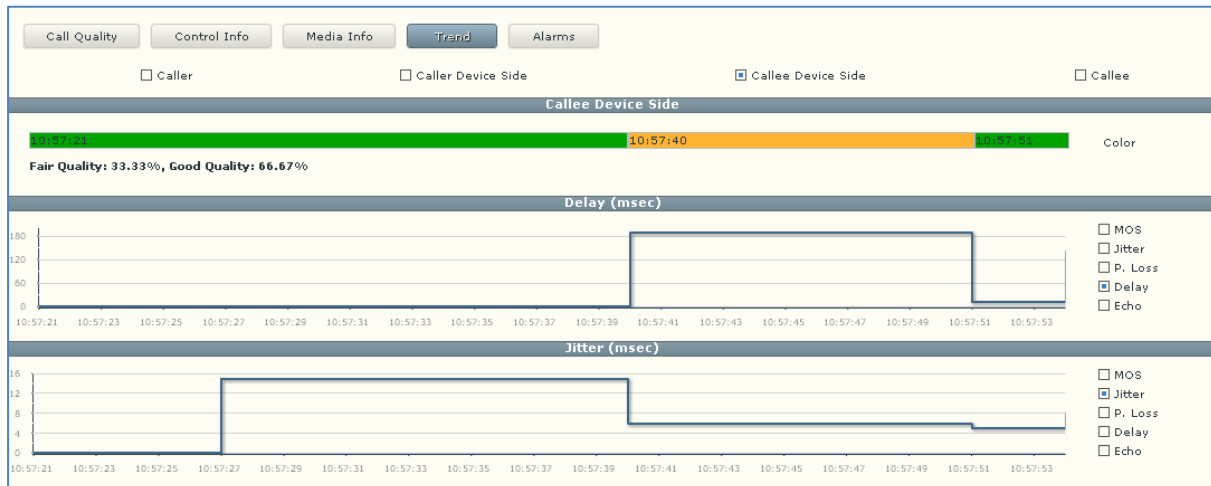 Call Quality Control Info Media Info Trend Alarms
Caller Caller Device Side Callee Device Side Callee
Callee Device Side
10:57:21 10:57:40 10:57:51 Color
Fair Quality: 33.33%, Good Quality: 66.67%
Delay (msec)
MOS
180
Jitter
120
P. Loss
60
Delay
0
Echo
10:57:21 10:57:23 10:57:25 10:57:27 10:57:29 10:57:31 10:57:33 10:57:35 10:57:37 10:57:39 10:57:41 10:57:43 10:57:45 10:57:47 10:57:49 10:57:51 10:57:53
Jitter (msec)
16 MOS
12 Jitter
8 P. Loss
4 Delay
0 Echo
10:57:21 10:57:23 10:57:25 10:57:27 10:57:29 10:57:31 10:57:33 10:57:35 10:57:37 10:57:39 10:57:41 10:57:43 10:57:45 10:57:47 10:57:49 10:57:51 10:57:53